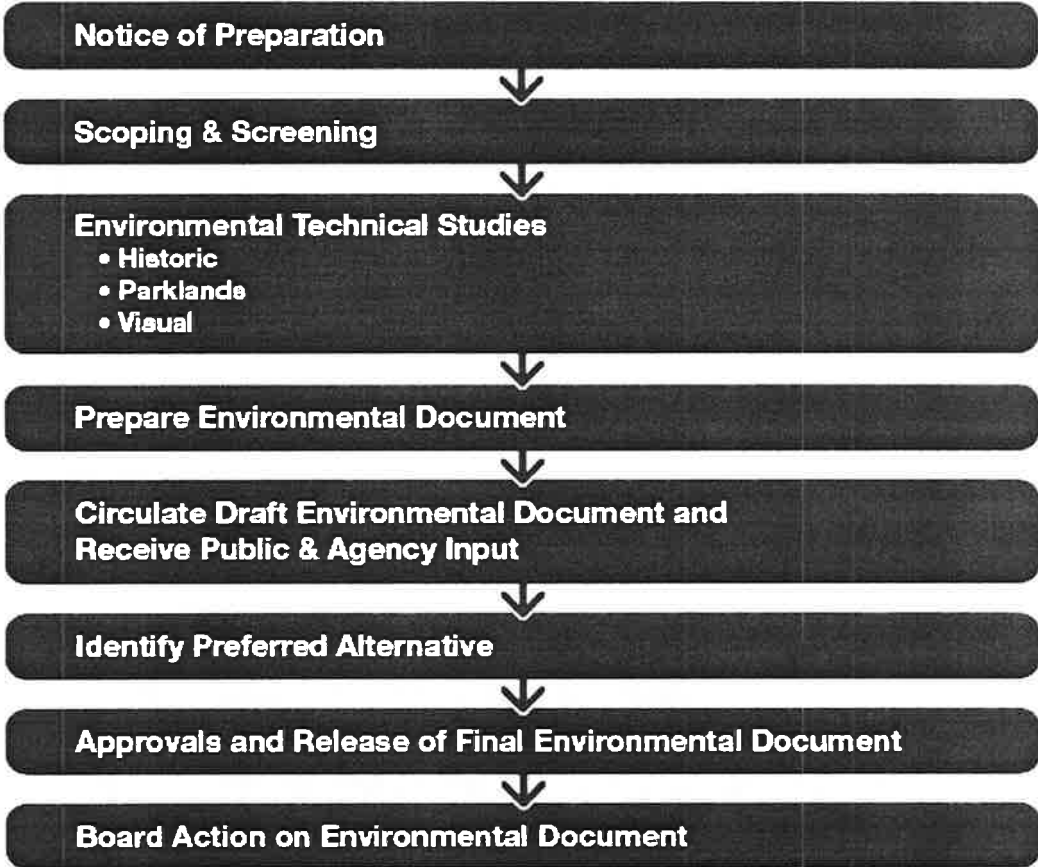 Notice of Preparation
Scoping & Screening
Environmental Technical Studies
• Historic
• Parklands
• Visual
Prepare Environmental Document
Circulate Draft Environmental Document and
Receive Public & Agency Input
Identify Preferred Alternative
Approvals and Release of Final Environmental Document
Board Action on Environmental Document